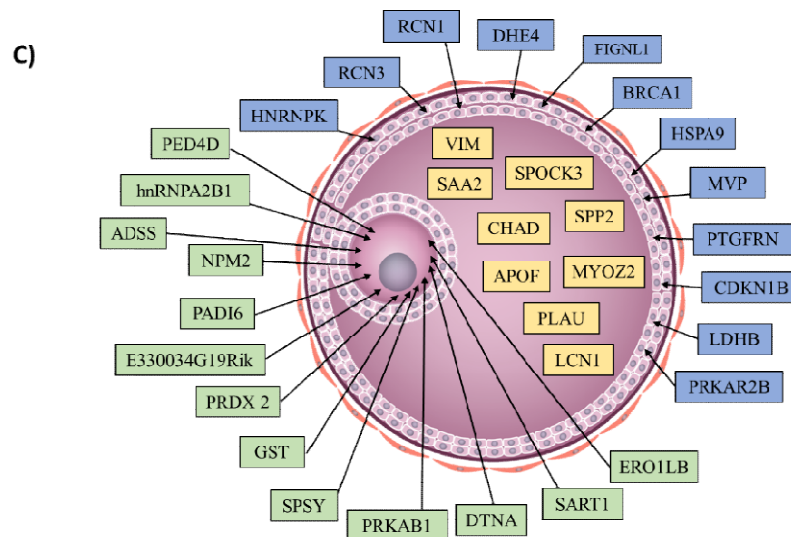 C)
RCN1
DHE4
FIGNL1
RCN3
BRCA1
HNRNPK
HSPA9
PED4D
VIM
SPOCK3
hnRNPA2B1
SAA2
MVP
ADSS
CHAD
SPP2
PTGFRN
NPM2
APOF
MYOZ2
CDKN1B
PADI6
PLAU
LDHB
E330034G19Rik
LCN1
PRKAR2B
PRDX 2
GST
ERO1LB
SPSY
SART1
PRKAB1
DTNA